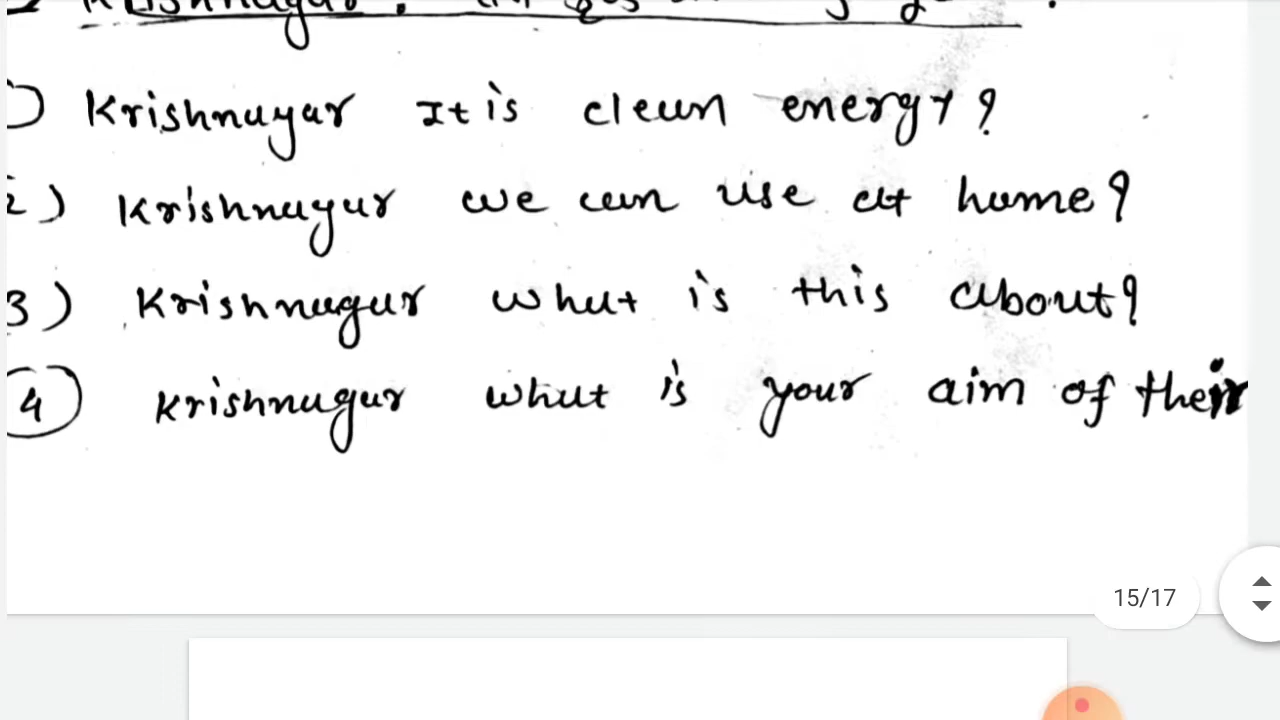 1) Krishnagar It is clean energy?
2) Krishnagar we can use at home?
3) Krishnagar what is this about?
4 Krishnagar what is your aim of their
15/17